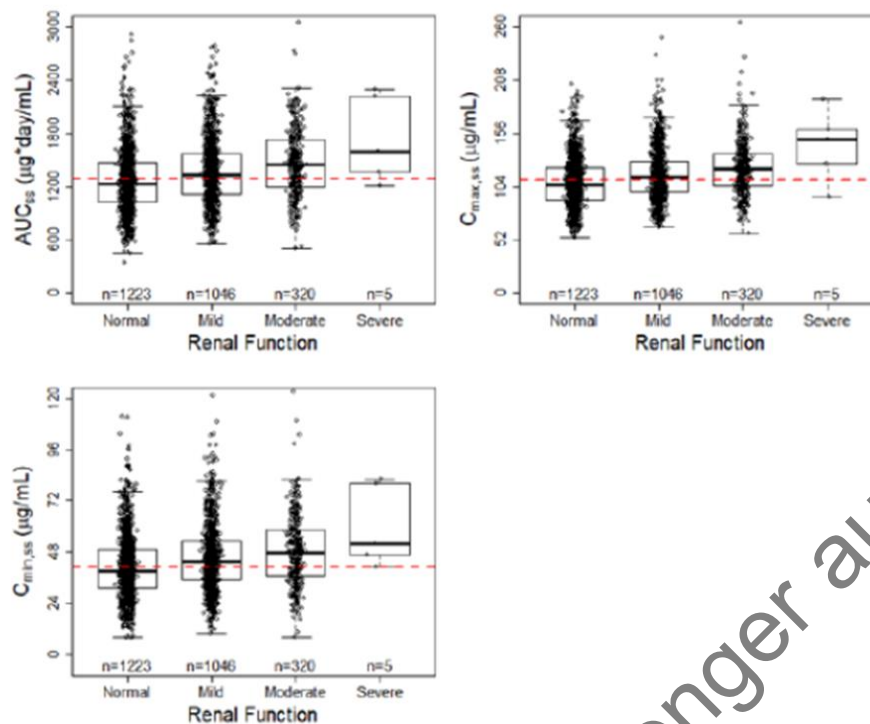 AUCss (µg*day/mL)
3000
2400
1800
1200
600
0
n=1223 n=1046 n=320 n=5
Normal Mild Moderate Severe
Renal Function
Cmax,ss (µg/mL)
260
208
156
104
52
0
n=1223 n=1046 n=320 n=5
Normal Mild Moderate Severe
Renal Function
Cmin,ss (µg/mL)
120
96
72
48
24
0
n=1223 n=1046 n=320 n=5
Normal Mild Moderate Severe
Renal Function